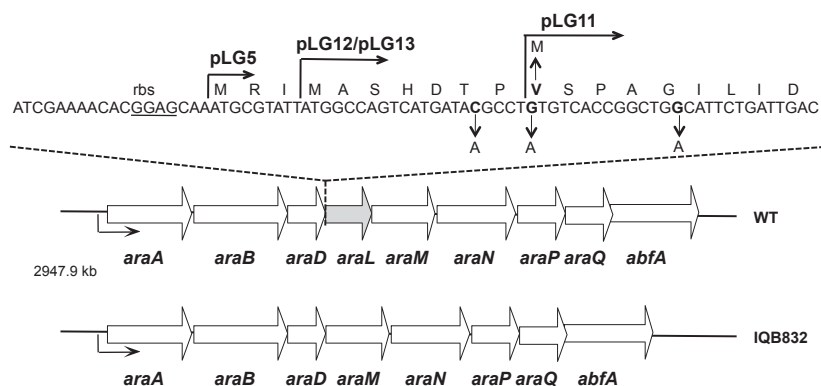 pLG11
pLG12/pLG13
pLG5
M
rbs M R I M A S H D T P V S P A G I L I D
ATCGAAAACACGGAGCAAATGCGTATTATGGCCAGTCATGATACGCCTGTGTCACCGGCTGGCATTCTGATTGAC
A A A
WT
araA araB araD araL araM araN araP araQ abfA
2947.9 kb
IQB832
araA araB araD araM araN araP araQ abfA